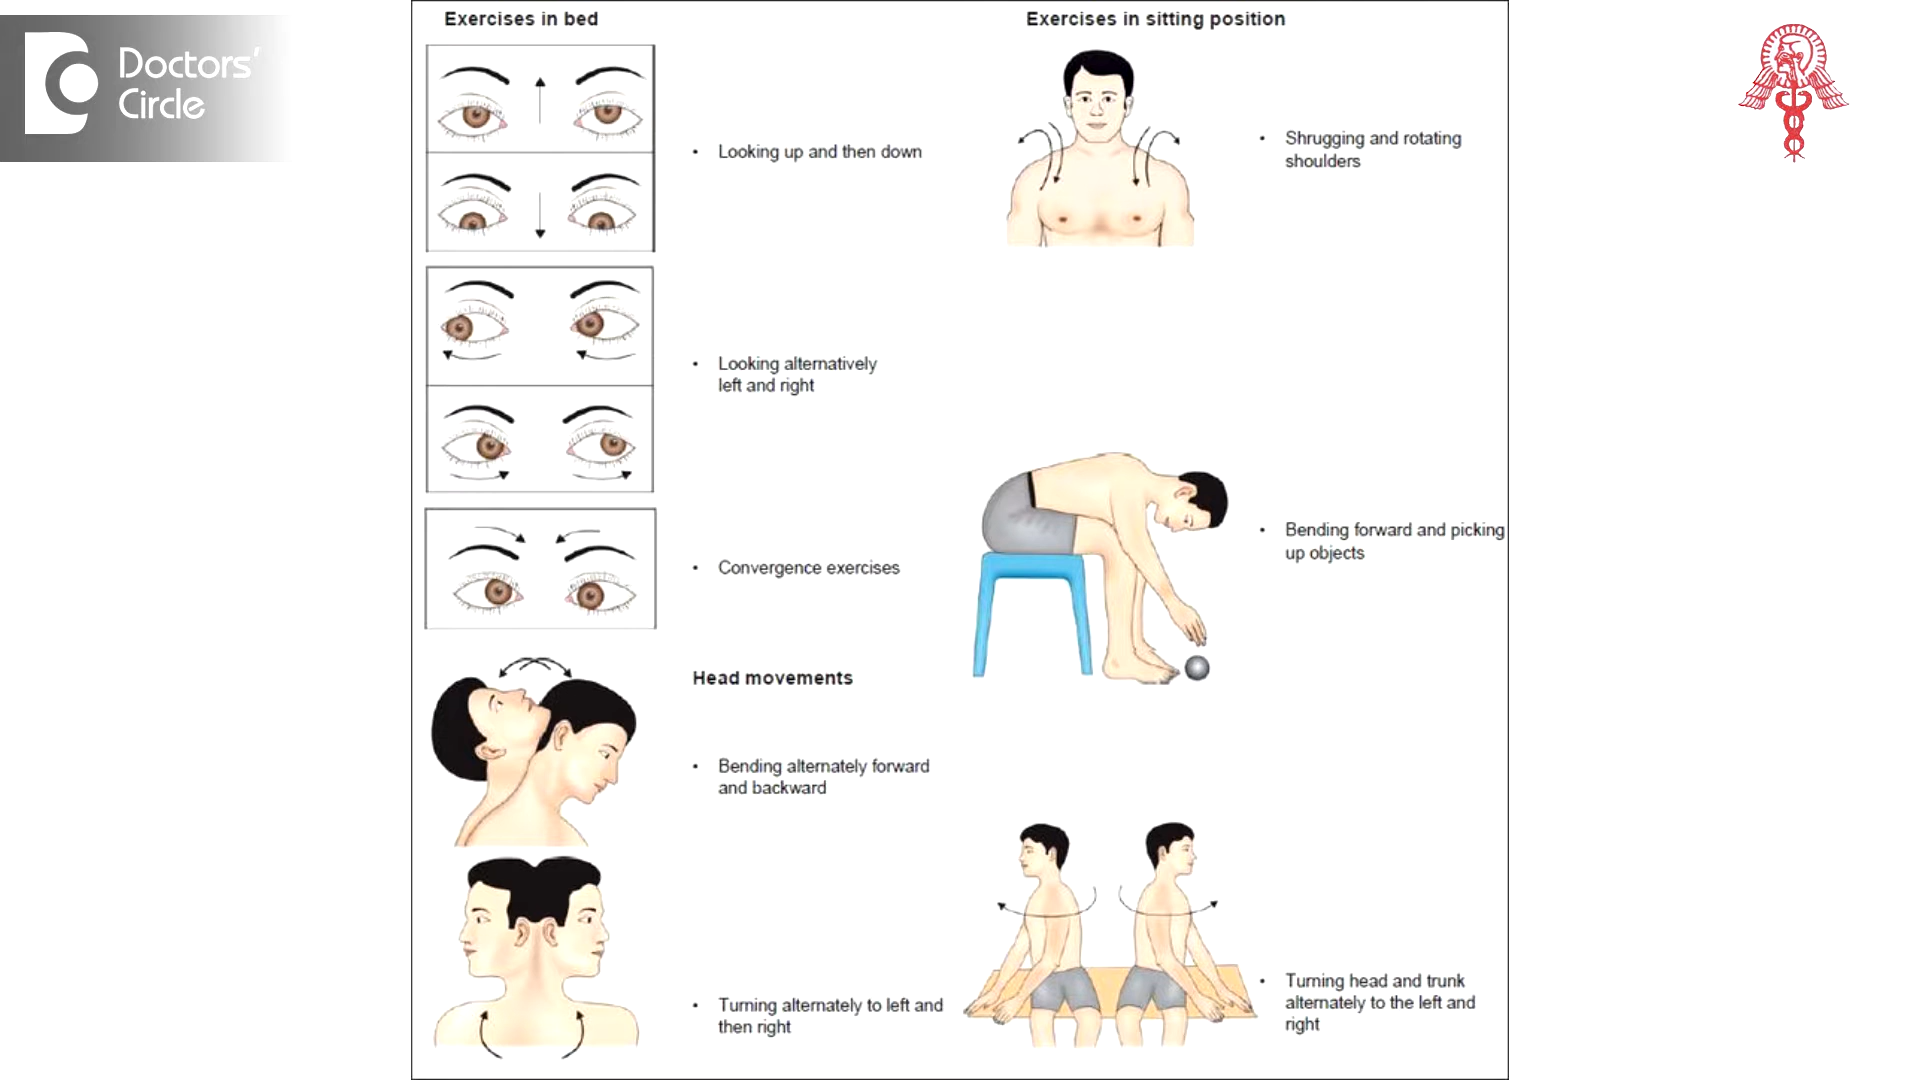 Doctors'
Circle
Exercises in bed
• Looking up and then down
• Looking alternatively
left and right
• Convergence exercises
Head movements
• Bending alternately forward
and backward
• Turning alternately to left and
then right
Exercises in sitting position
• Shrugging and rotating
shoulders
• Bending forward and picking
up objects
• Turning head and trunk
alternately to the left and
right